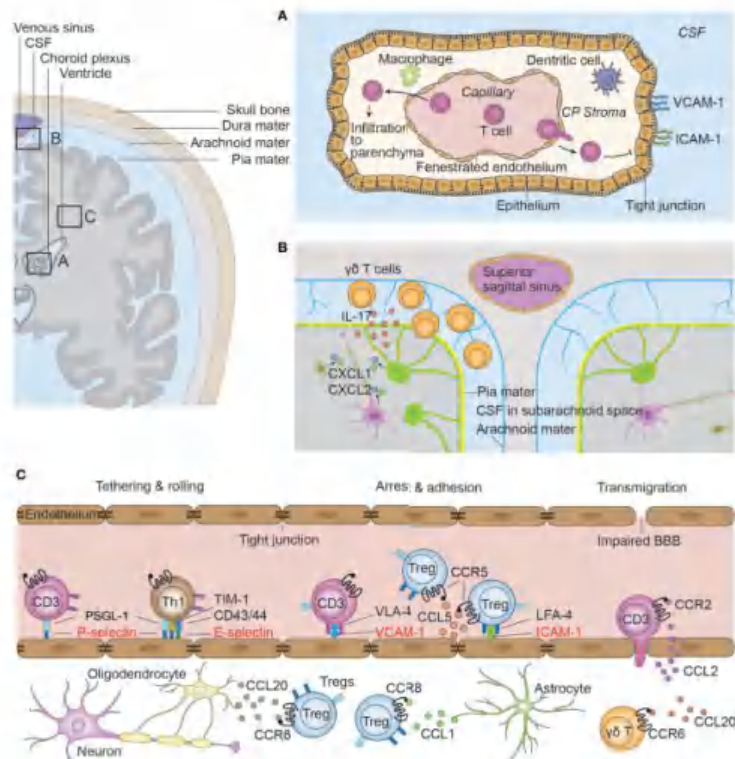 Venous sinus
CSF
Choroid plexus
Ventricle
Skull bone
Dura mater
Arachnoid mater
Pia mater
B
C
A
A
CSF
Macrophage
Dentritic cell
Capillary
CP Stroma
VCAM-1
T cell
Infiltration
to
parenchyma
ICAM-1
Fenestrated endothelium
Epithelium
Tight junction
B
γδ T cells
Superior
sagittal sinus
IL-17
CXCL1
CXCL2
Pia mater
CSF in subarachnoid space
Arachnoid mater
C
Tethering & rolling
Arres & adhesion
Transmigration
Endothelium
Tight junction
Impaired BBB
CD3
PSGL-1
P-selectin
Th1
TIM-1
CD43/44
E-selectin
CD3
VLA-4
VCAM-1
Treg
CCR5
CCL5
Treg
LFA-4
ICAM-1
CD3
CCR2
CCL2
Oligodendrocyte
Neuron
CCL20
CCR6
Tregs
Treg
Treg
CCR8
CCL1
Astrocyte
γδ T
CCR6
CCL20